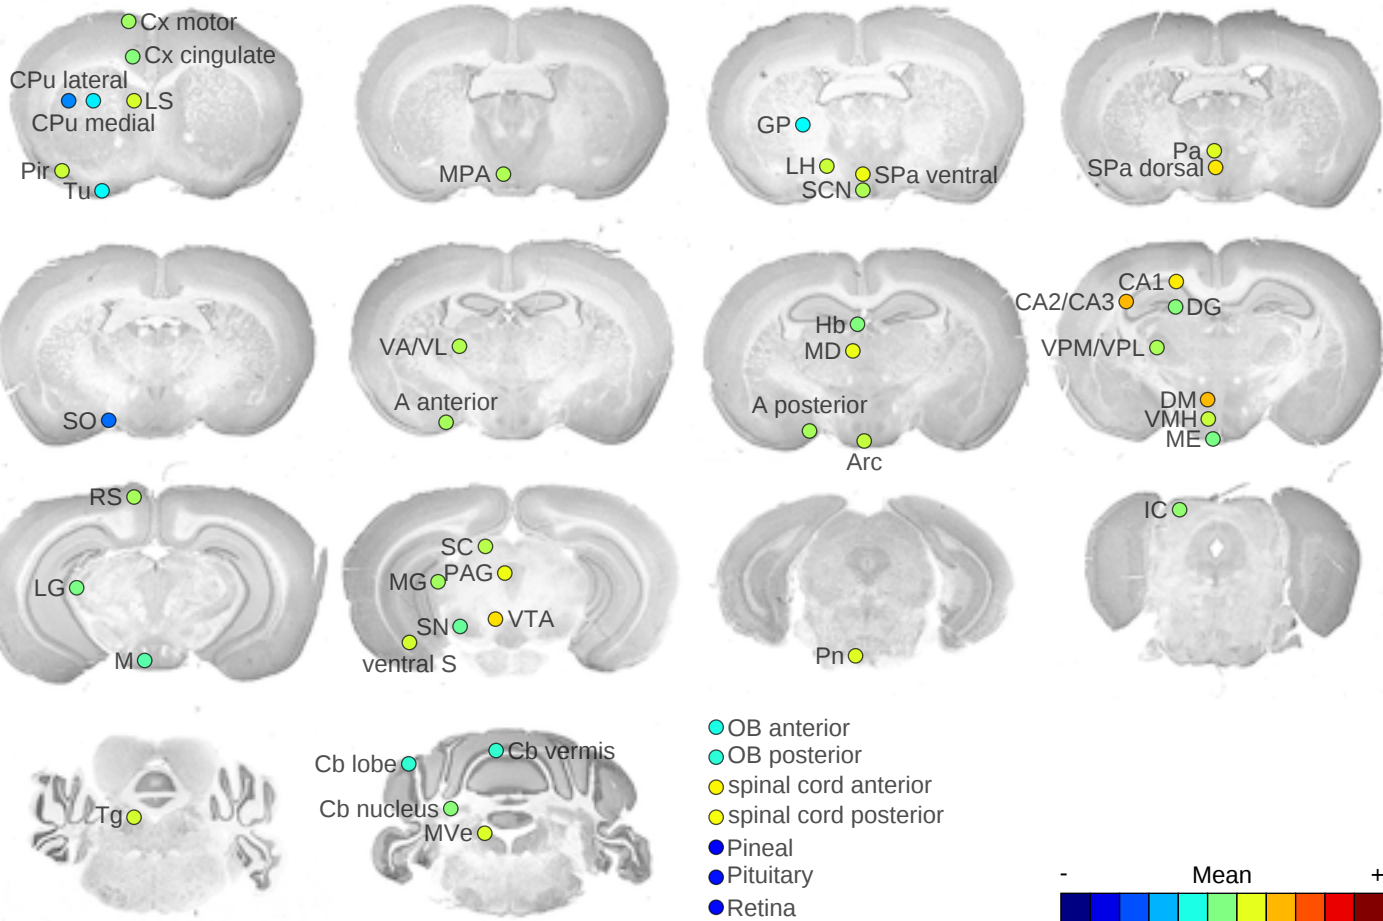 Cx motor
Cx cingulate
CPu lateral
LS
CPu medial
Pir
Tu
MPA
GP
LH
SPa ventral
SCN
Pa
SPa dorsal
SO
VA/VL
A anterior
Hb
MD
A posterior
Arc
CA1
CA2/CA3
DG
VPM/VPL
DM
VMH
ME
RS
LG
M
SC
PAG
MG
SN
VTA
ventral S
Pn
IC
Tg
Cb lobe
Cb vermis
Cb nucleus
MVe
OB anterior
OB posterior
spinal cord anterior
spinal cord posterior
Pineal
Pituitary
Retina
- Mean +